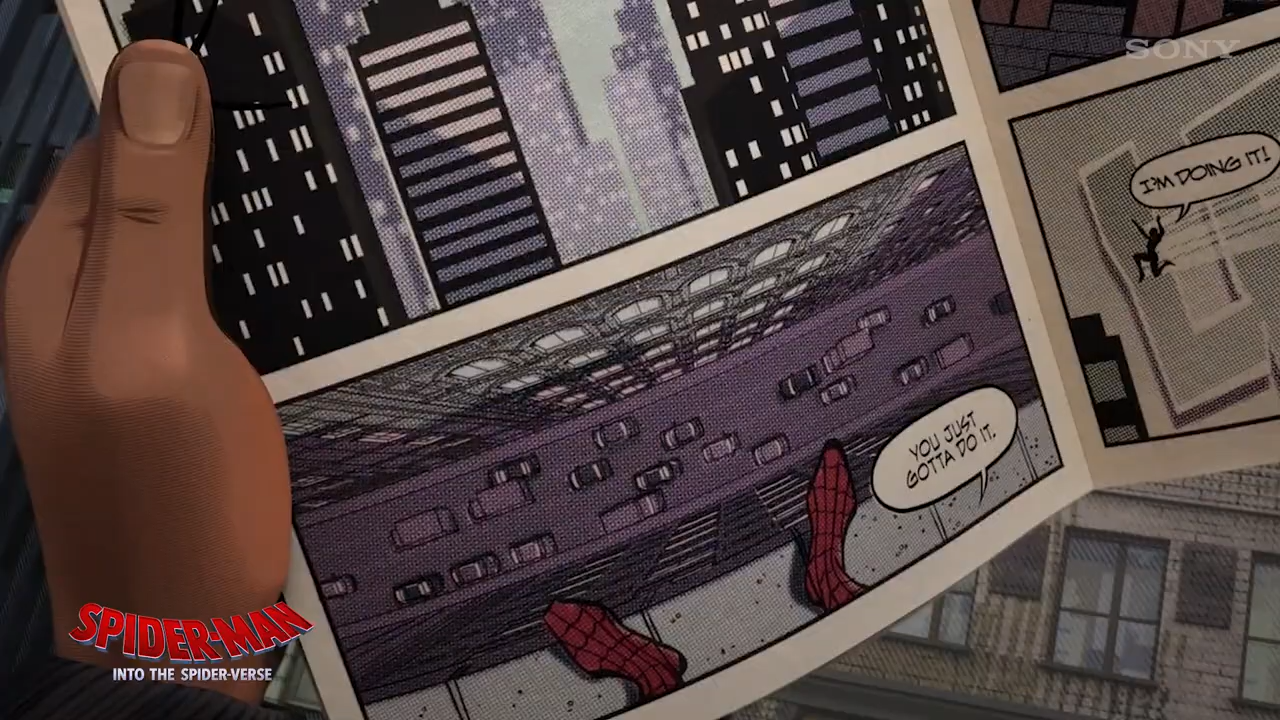 SONY
I'M DOING IT!
YOU JUST
GOTTA DO IT.
SPIDER-MAN
INTO THE SPIDER-VERSE